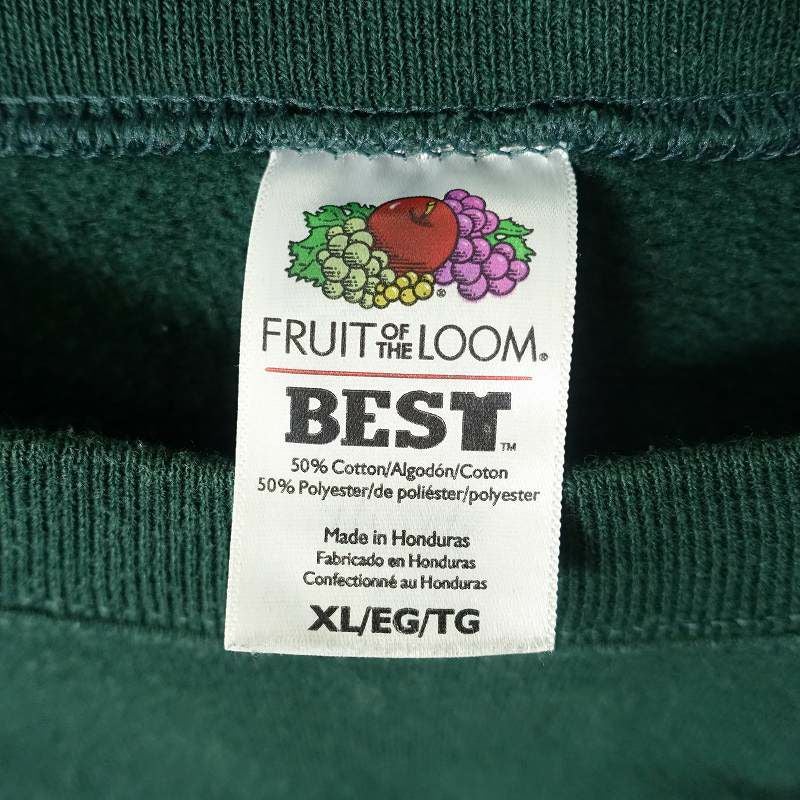 FRUIT OF THE LOOM®
BEST™
50% Cotton/Algodón/Coton
50% Polyester/de poliéster/polyester
Made in Honduras
Fabricado en Honduras
Confectionné au Honduras
XL/EG/TG